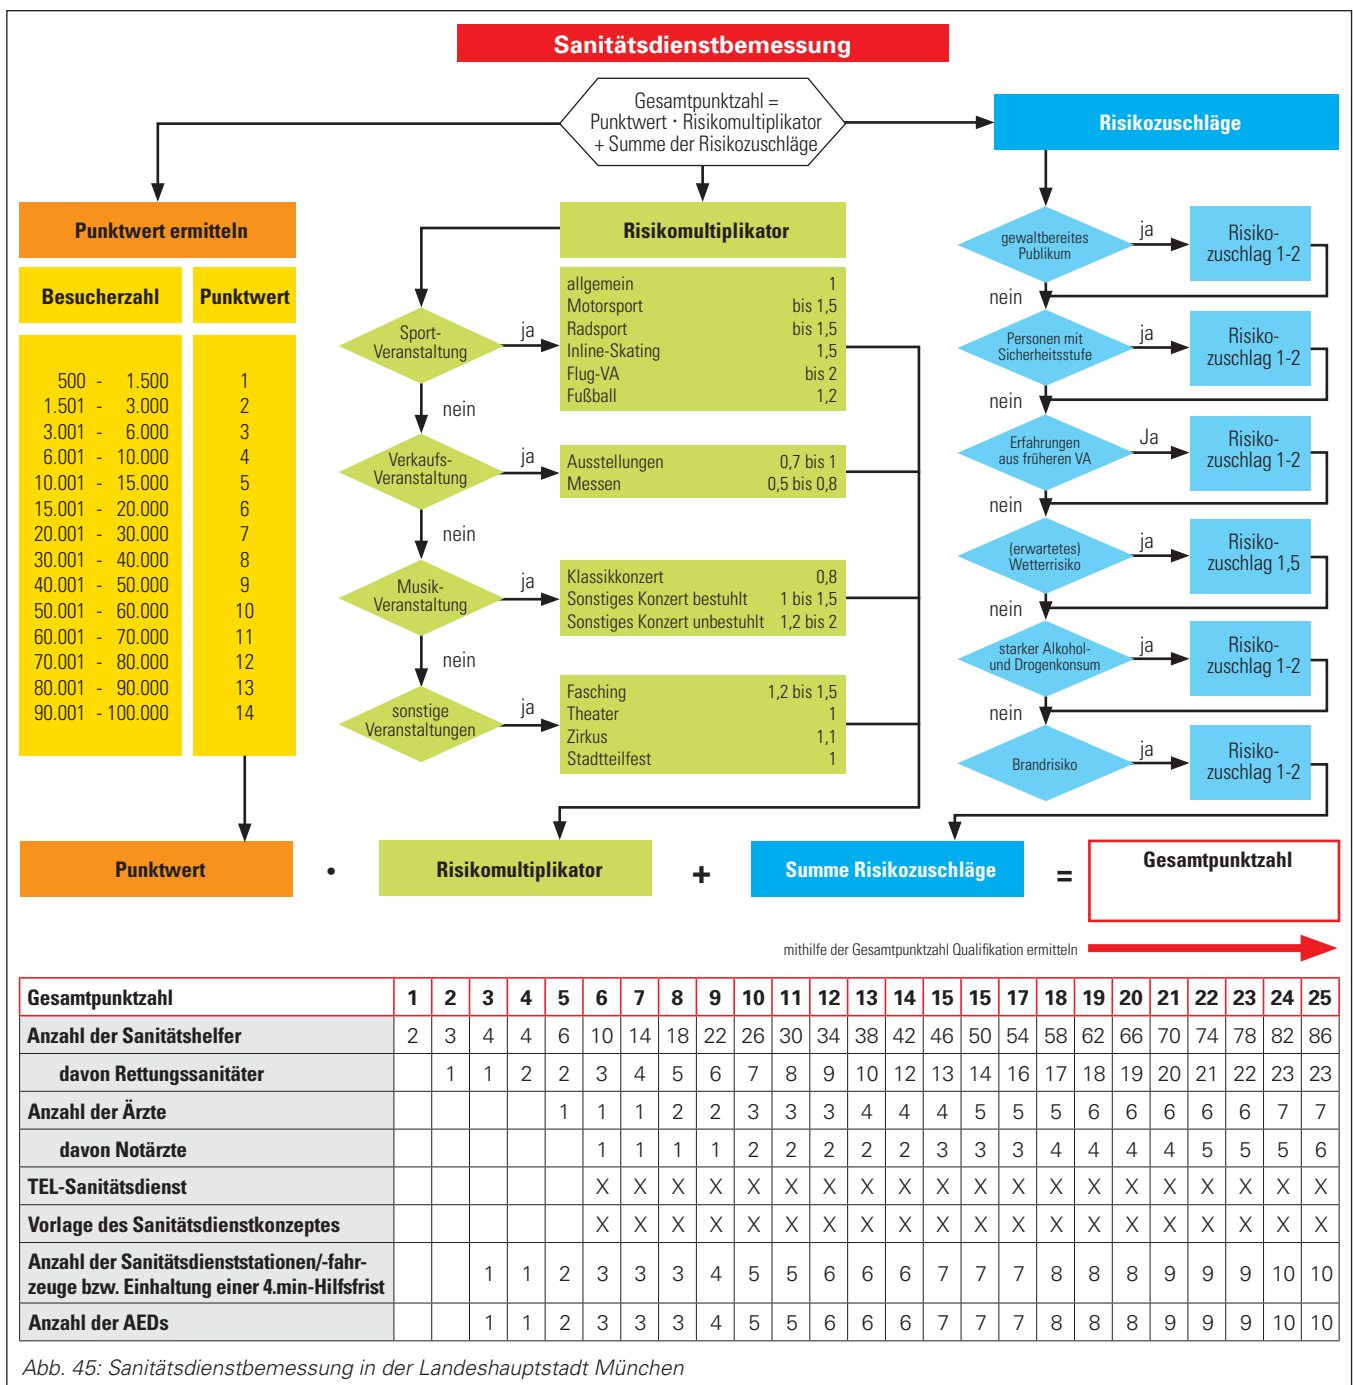 Sanitätsdienstbemessung
Gesamtpunktzahl =
Punktwert · Risikomultiplikator
+ Summe der Risikozuschläge
Punktwert ermitteln
Besucherzahl Punktwert
500 - 1.500 1
1.501 - 3.000 2
3.001 - 6.000 3
6.001 - 10.000 4
10.001 - 15.000 5
15.001 - 20.000 6
20.001 - 30.000 7
30.001 - 40.000 8
40.001 - 50.000 9
50.001 - 60.000 10
60.001 - 70.000 11
70.001 - 80.000 12
80.001 - 90.000 13
90.001 - 100.000 14
Risikomultiplikator
Sport-
Veranstaltung
ja
allgemein 1
Motorsport bis 1,5
Radsport bis 1,5
Inline-Skating 1,5
Flug-VA bis 2
Fußball 1,2
nein
Verkaufs-
Veranstaltung
ja
Ausstellungen 0,7 bis 1
Messen 0,5 bis 0,8
nein
Musik-
Veranstaltung
ja
Klassikkonzert 0,8
Sonstiges Konzert bestuhlt 1 bis 1,5
Sonstiges Konzert unbestuhlt 1,2 bis 2
nein
sonstige
Veranstaltungen
ja
Fasching 1,2 bis 1,5
Theater 1
Zirkus 1,1
Stadtteilfest 1
Risikozuschläge
gewaltbereites
Publikum
ja
Risiko-
zuschlag 1-2
nein
Personen mit
Sicherheitsstufe
ja
Risiko-
zuschlag 1-2
nein
Erfahrungen
aus früheren VA
Ja
Risiko-
zuschlag 1-2
nein
(erwartetes)
Wetterrisiko
ja
Risiko-
zuschlag 1,5
nein
starker Alkohol-
und Drogenkonsum
ja
Risiko-
zuschlag 1-2
nein
Brandrisiko
ja
Risiko-
zuschlag 1-2
Punktwert · Risikomultiplikator + Summe Risikozuschläge = Gesamtpunktzahl
mithilfe der Gesamtpunktzahl Qualifikation ermitteln
Gesamtpunktzahl 1 2 3 4 5 6 7 8 9 10 11 12 13 14 15 15 17 18 19 20 21 22 23 24 25
Anzahl der Sanitätshelfer 2 3 4 4 6 10 14 18 22 26 30 34 38 42 46 50 54 58 62 66 70 74 78 82 86
davon Rettungssanitäter 1 1 2 2 3 4 5 6 7 8 9 10 12 13 14 16 17 18 19 20 21 22 23 23
Anzahl der Ärzte 1 1 1 2 2 3 3 3 4 4 4 5 5 5 6 6 6 6 6 7 7
davon Notärzte 1 1 1 1 2 2 2 2 2 3 3 3 4 4 4 4 5 5 5 6
TEL-Sanitätsdienst X X X X X X X X X X X X X X X X X X X X
Vorlage des Sanitätsdienstkonzeptes X X X X X X X X X X X X X X X X X X X X
Anzahl der Sanitätsdienststationen/-fahr-
zeuge bzw. Einhaltung einer 4.min-Hilfsfrist 1 1 2 3 3 3 4 5 5 6 6 6 7 7 7 8 8 8 9 9 9 10 10
Anzahl der AEDs 1 1 2 3 3 3 4 5 5 6 6 6 7 7 7 8 8 8 9 9 9 10 10
Abb. 45: Sanitätsdienstbemessung in der Landeshauptstadt München